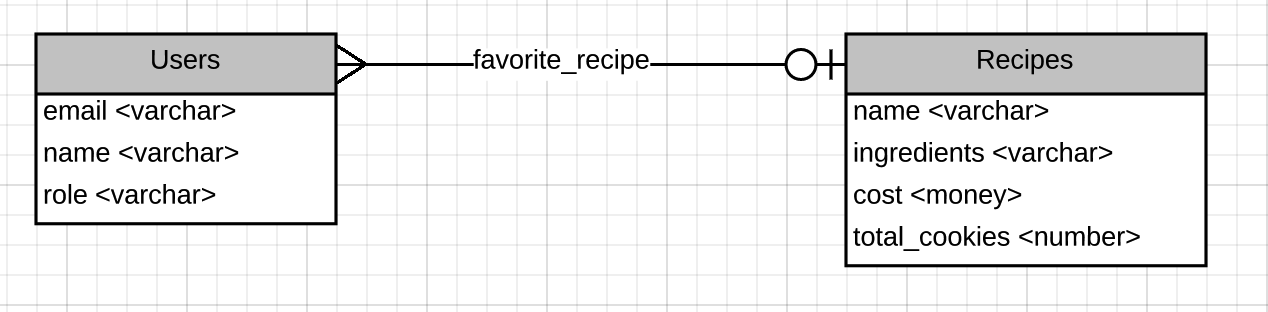 Users
email <varchar>
name <varchar>
role <varchar>
favorite_recipe
Recipes
name <varchar>
ingredients <varchar>
cost <money>
total_cookies <number>